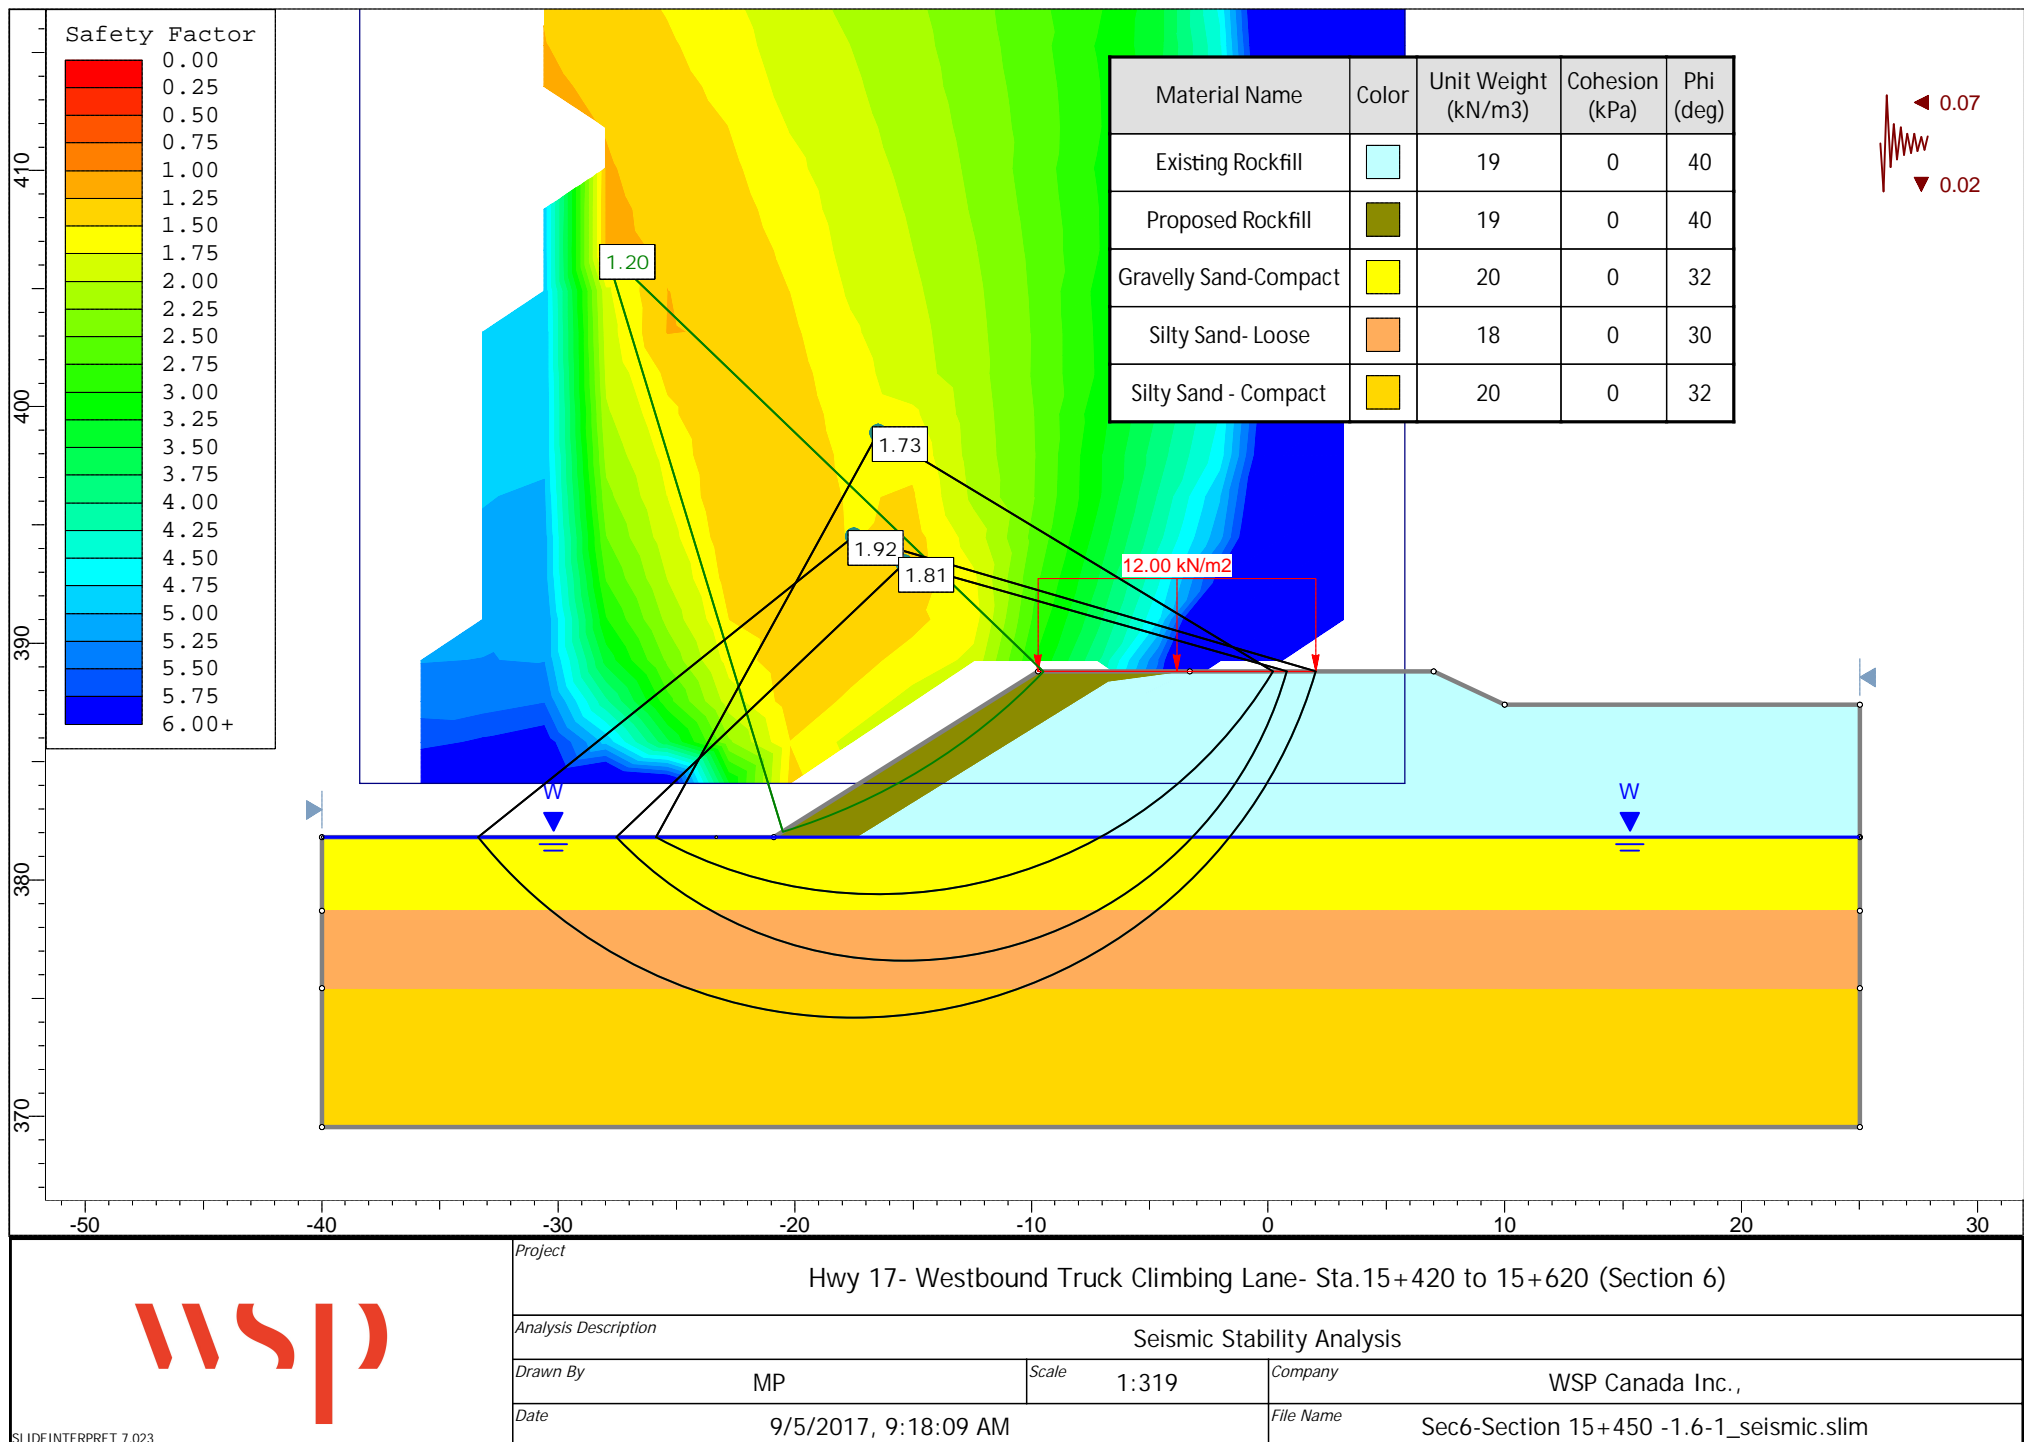 Safety Factor
0.00
0.25
0.50
0.75
1.00
1.25
1.50
1.75
2.00
2.25
2.50
2.75
3.00
3.25
3.50
3.75
4.00
4.25
4.50
4.75
5.00
5.25
5.50
5.75
6.00+
Material Name Color Unit Weight (kN/m3) Cohesion (kPa) Phi (deg)
Existing Rockfill 19 0 40
Proposed Rockfill 19 0 40
Gravelly Sand-Compact 20 0 32
Silty Sand- Loose 18 0 30
Silty Sand - Compact 20 0 32
0.07
0.02
1.20
1.73
1.92
1.81
12.00 kN/m2
W
W
410
400
390
380
370
-50 -40 -30 -20 -10 0 10 20 30
wsp
SLIDEINTERPRET 7.023
Project
Hwy 17- Westbound Truck Climbing Lane- Sta.15+420 to 15+620 (Section 6)
Analysis Description
Seismic Stability Analysis
Drawn By MP
Scale 1:319
Company WSP Canada Inc.,
Date 9/5/2017, 9:18:09 AM
File Name Sec6-Section 15+450 -1.6-1_seismic.slim